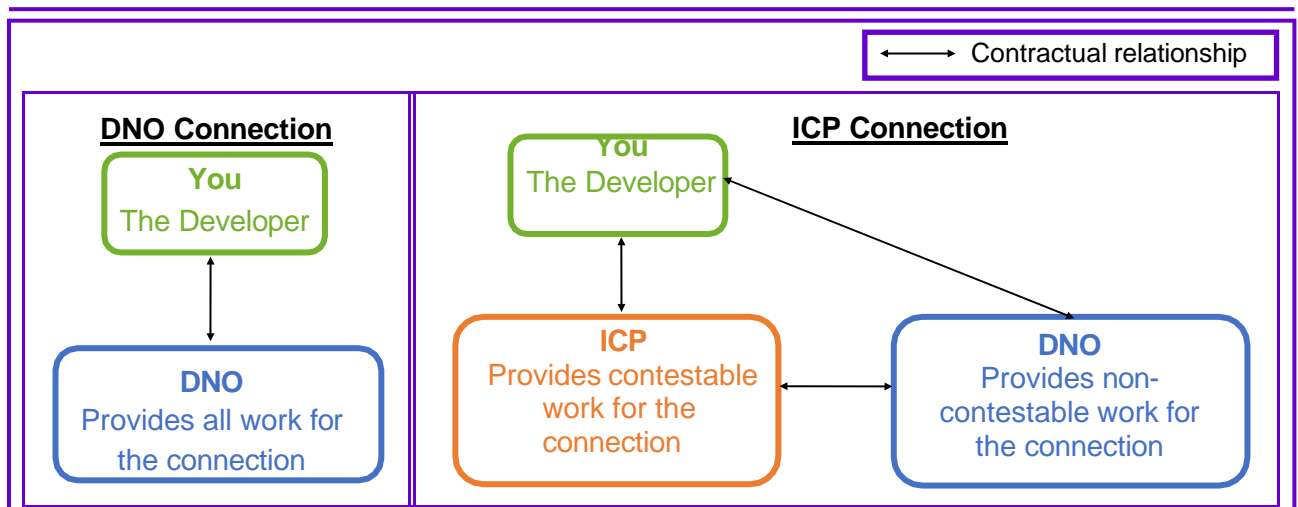 Contractual relationship
DNO Connection
You
The Developer
DNO
Provides all work for
the connection
ICP Connection
You
The Developer
ICP
Provides contestable
work for the
connection
DNO
Provides non-
contestable work for
the connection